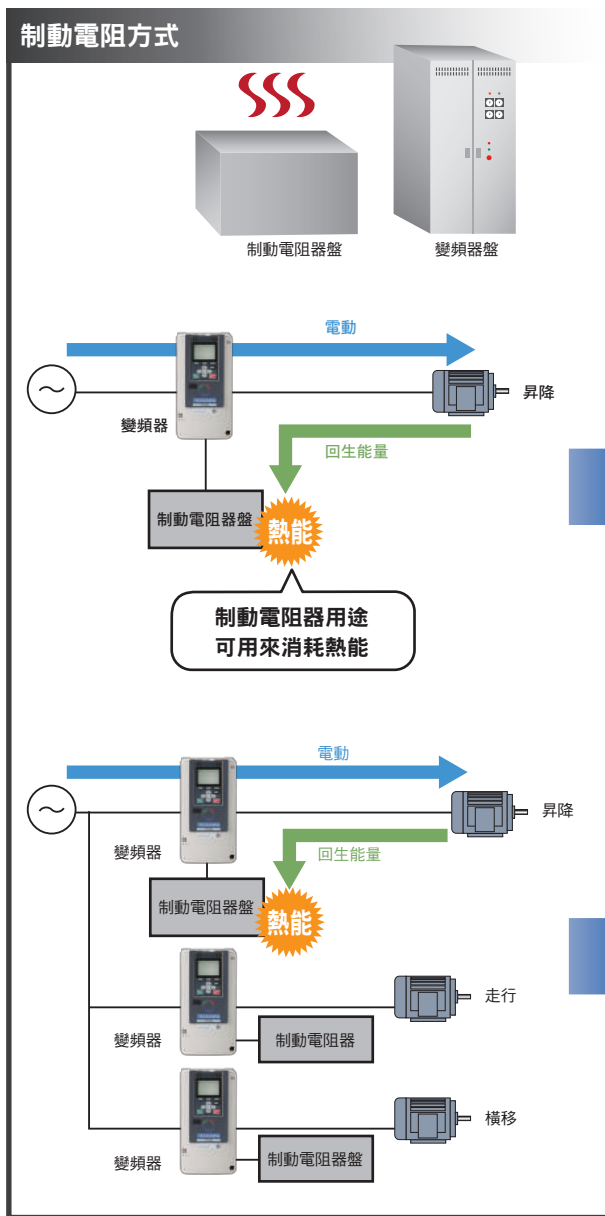 制動電阻方式
制動電阻器盤
變頻器盤
電動
昇降
變頻器
回生能量
制動電阻器盤
熱能
制動電阻器用途
可用來消耗熱能
電動
昇降
變頻器
回生能量
制動電阻器盤
熱能
走行
變頻器
制動電阻器
橫移
變頻器
制動電阻器盤